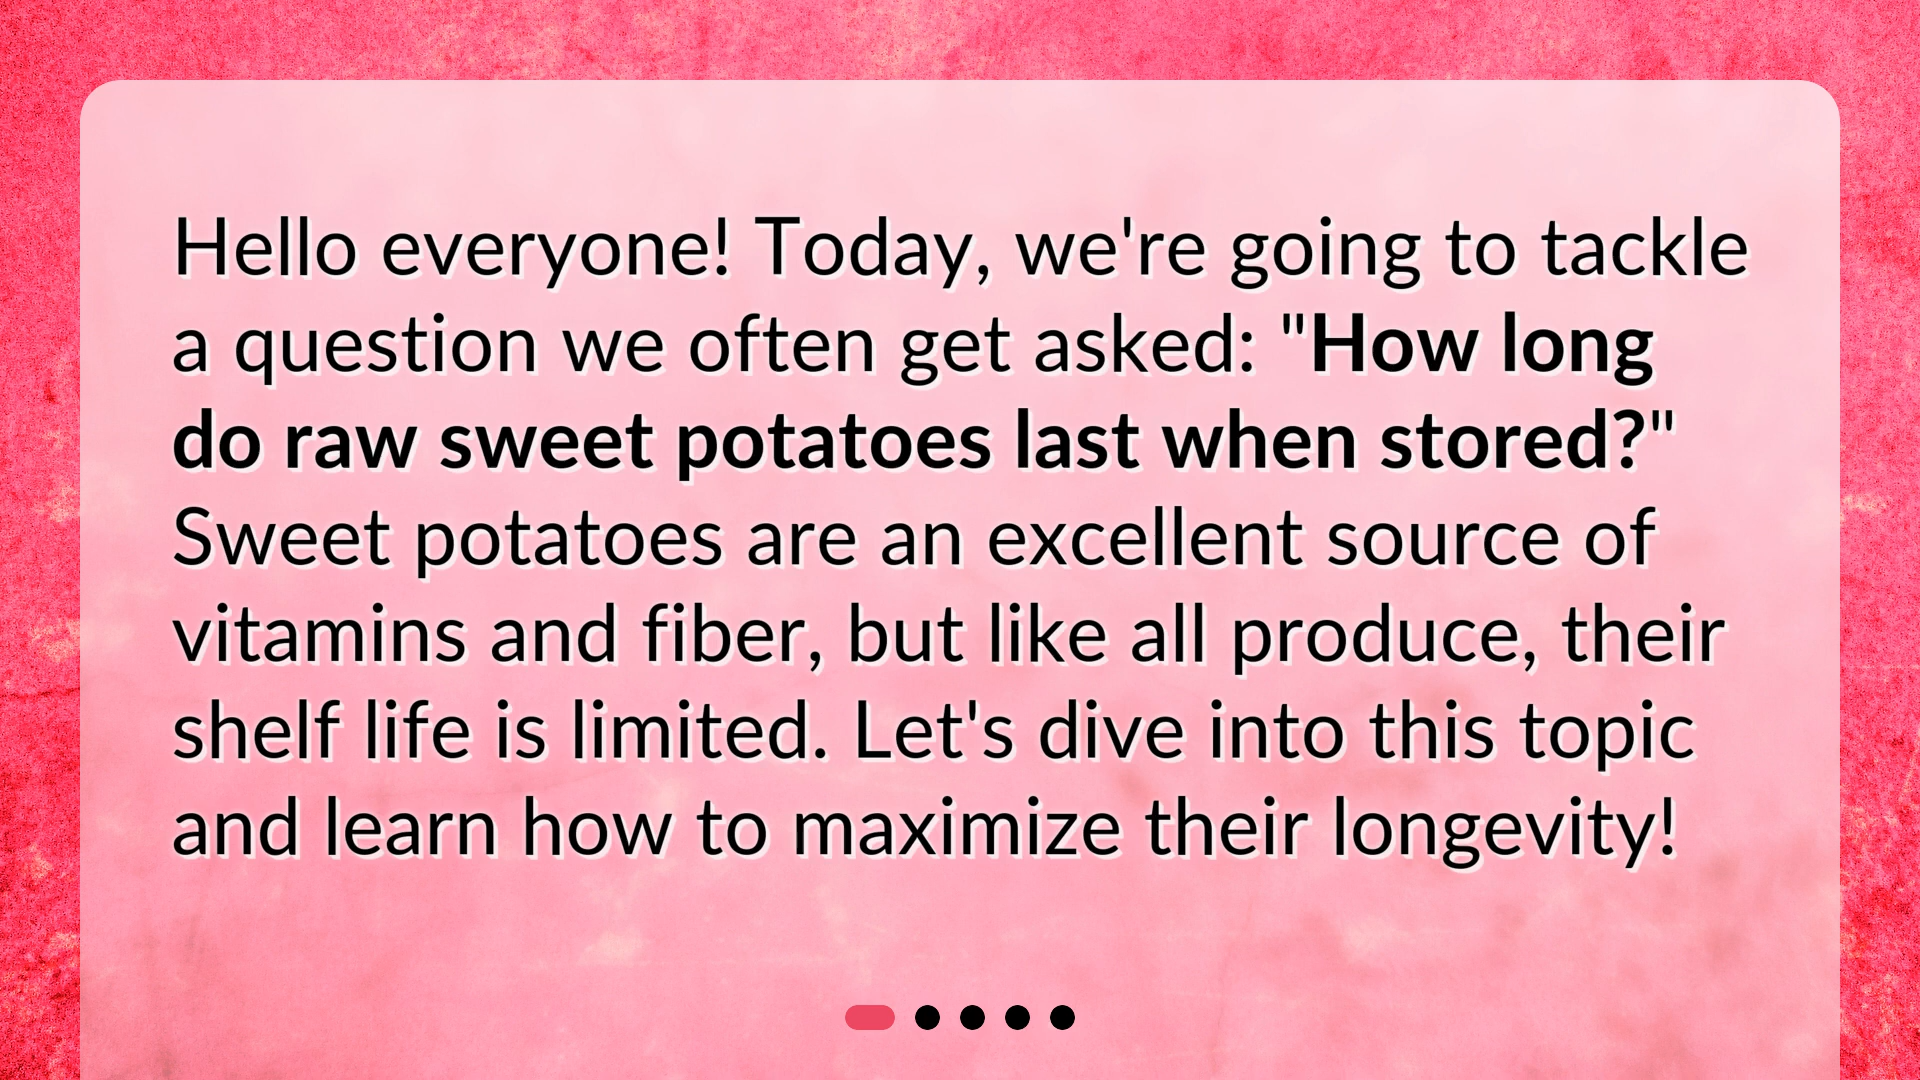 Hello everyone! Today, we're going to tackle
a question we often get asked: "How long
do raw sweet potatoes last when stored?"
Sweet potatoes are an excellent source of
vitamins and fiber, but like all produce, their
shelf life is limited. Let's dive into this topic
and learn how to maximize their longevity!